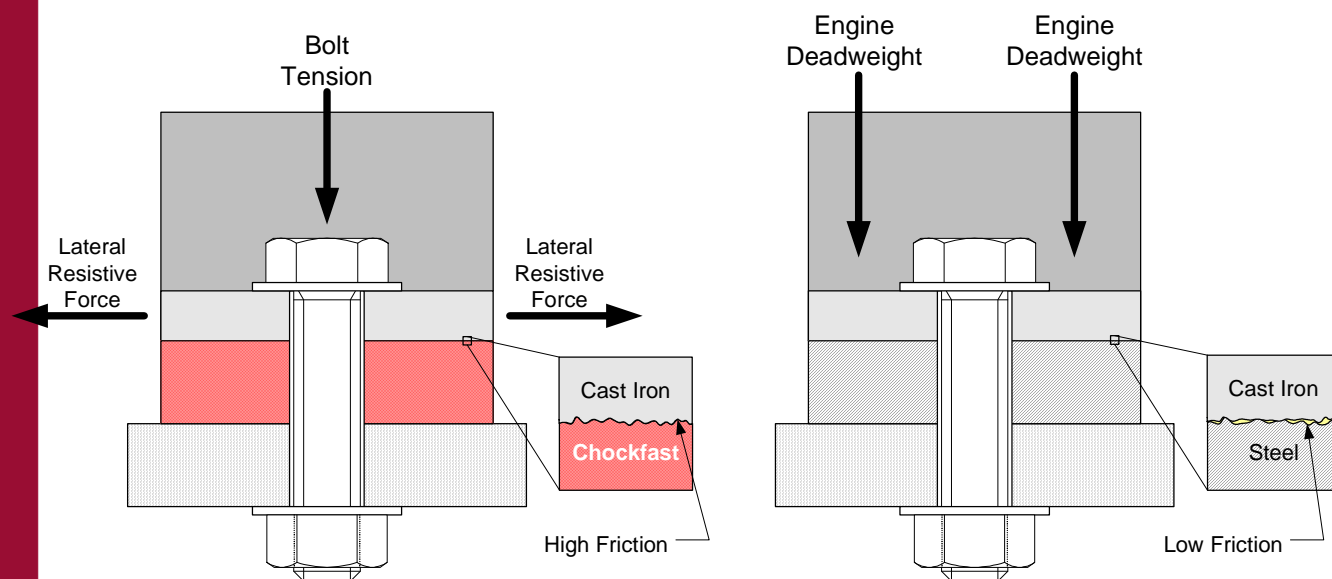 Bolt
Tension
Lateral
Resistive
Force
Lateral
Resistive
Force
Cast Iron
Chockfast
High Friction
Engine
Deadweight
Engine
Deadweight
Cast Iron
Steel
Low Friction